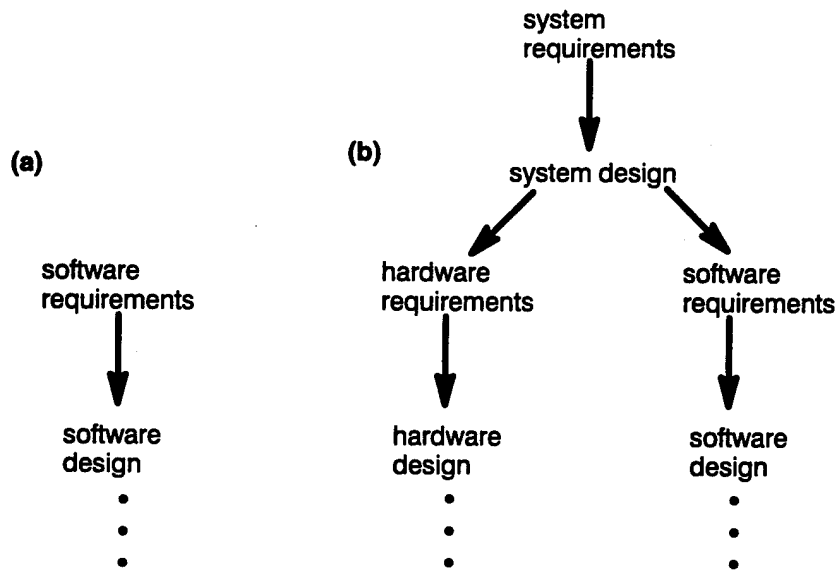 (a)
software
requirements
software
design
(b)
system
requirements
system design
hardware
requirements
software
requirements
hardware
design
software
design